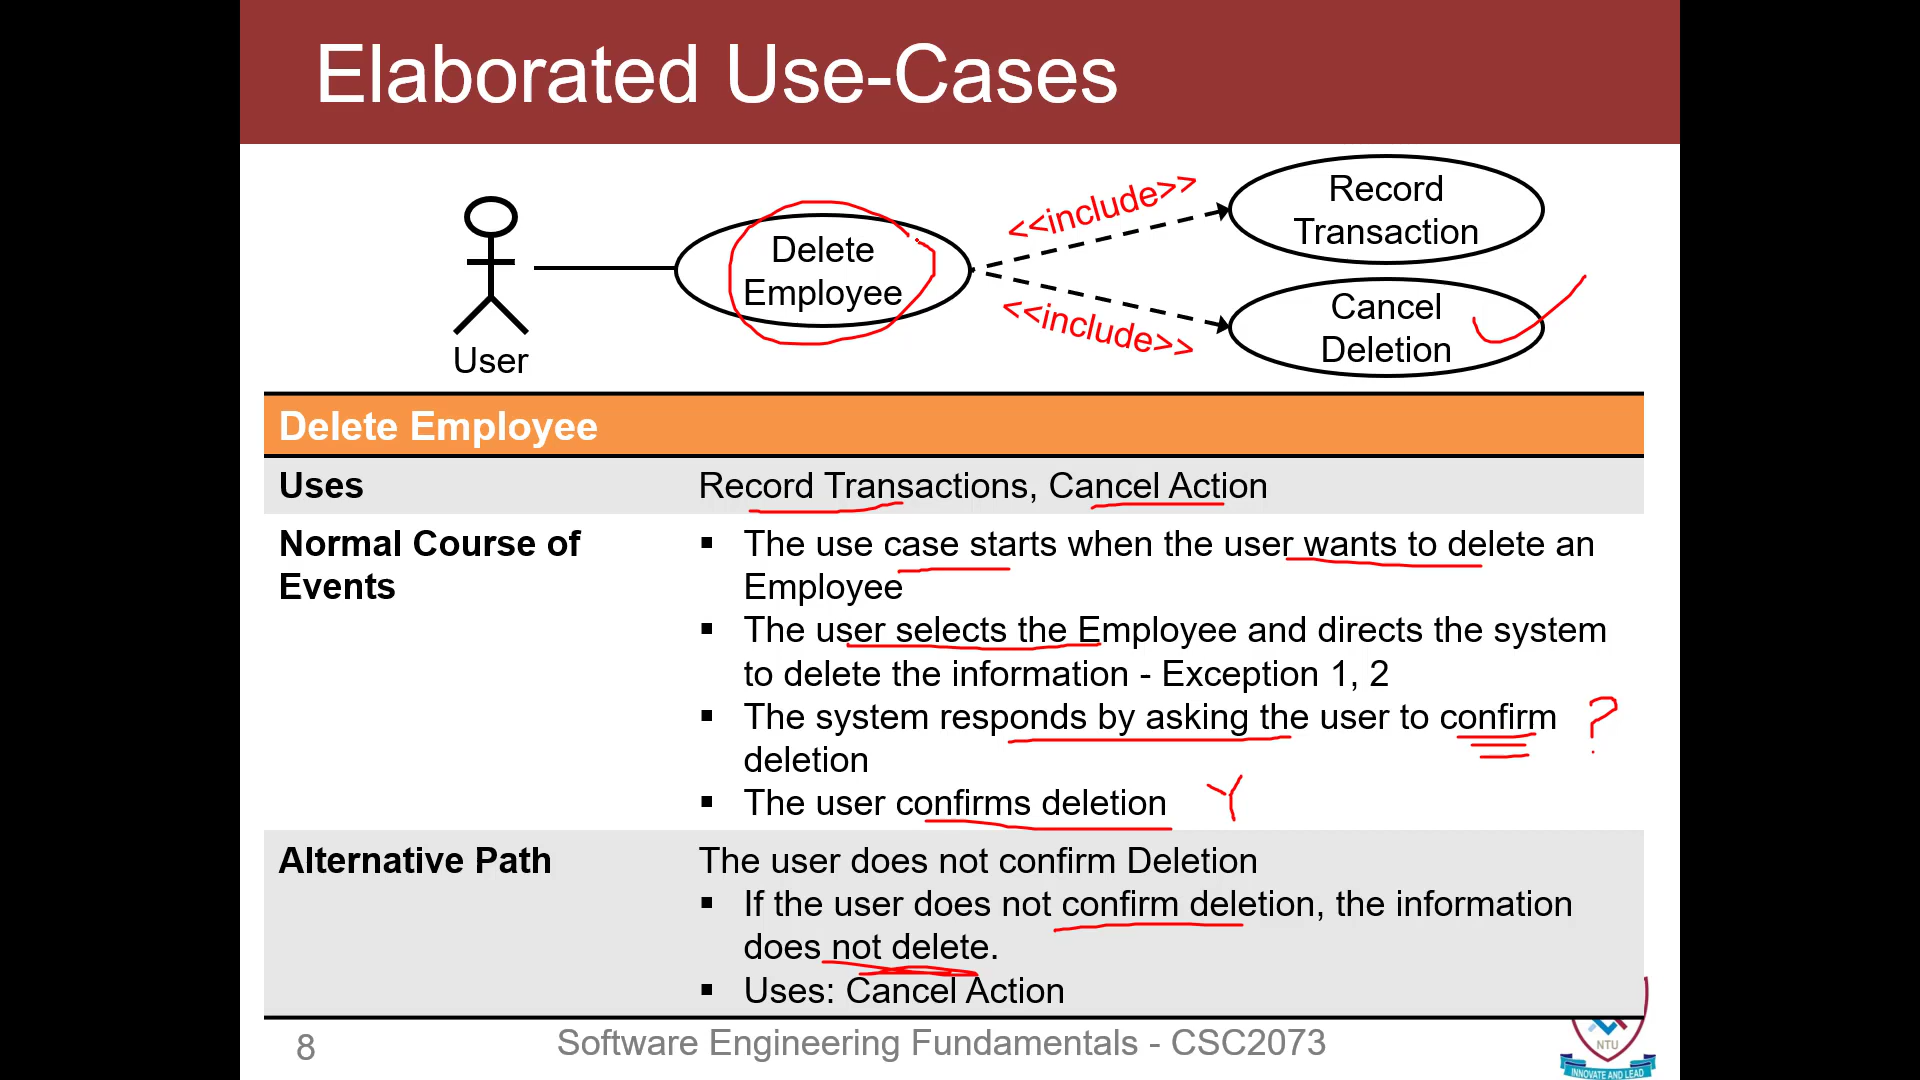 Elaborated Use-Cases
<<include>>
Record
Transaction
Delete
Employee
<<include>>
Cancel
Deletion
User
Delete Employee
Uses Record Transactions, Cancel Action
Normal Course of
Events
▪ The use case starts when the user wants to delete an
Employee
▪ The user selects the Employee and directs the system
to delete the information - Exception 1, 2
▪ The system responds by asking the user to confirm ?
deletion
▪ The user confirms deletion Y
Alternative Path The user does not confirm Deletion
▪ If the user does not confirm deletion, the information
does not delete.
▪ Uses: Cancel Action
8 Software Engineering Fundamentals - CSC2073
NTU
INNOVATE AND LEAD